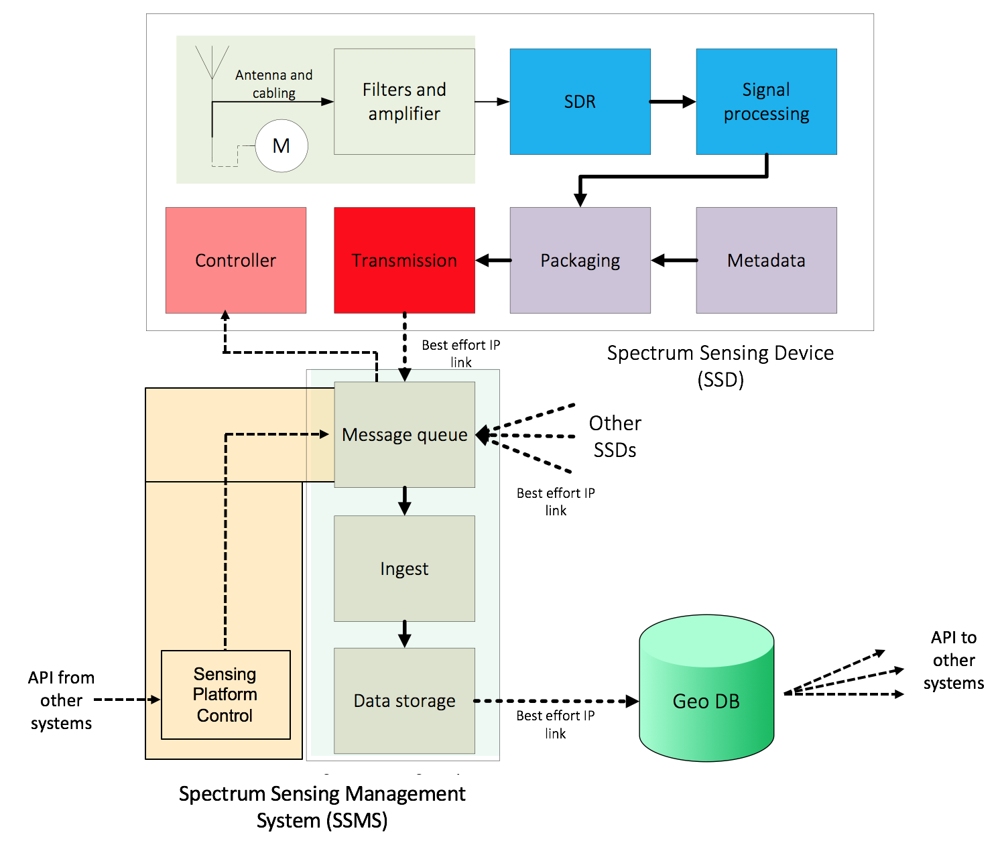 Antenna and
cabling
M
Filters and
amplifier
SDR
Signal
processing
Controller
Transmission
Packaging
Metadata
Best effort IP
link
Spectrum Sensing Device
(SSD)
Message queue
Other
SSDs
Best effort IP
link
Ingest
API from
other
systems
Sensing
Platform
Control
Data storage
Best effort IP
link
Geo DB
API to
other
systems
Spectrum Sensing Management
System (SSMS)